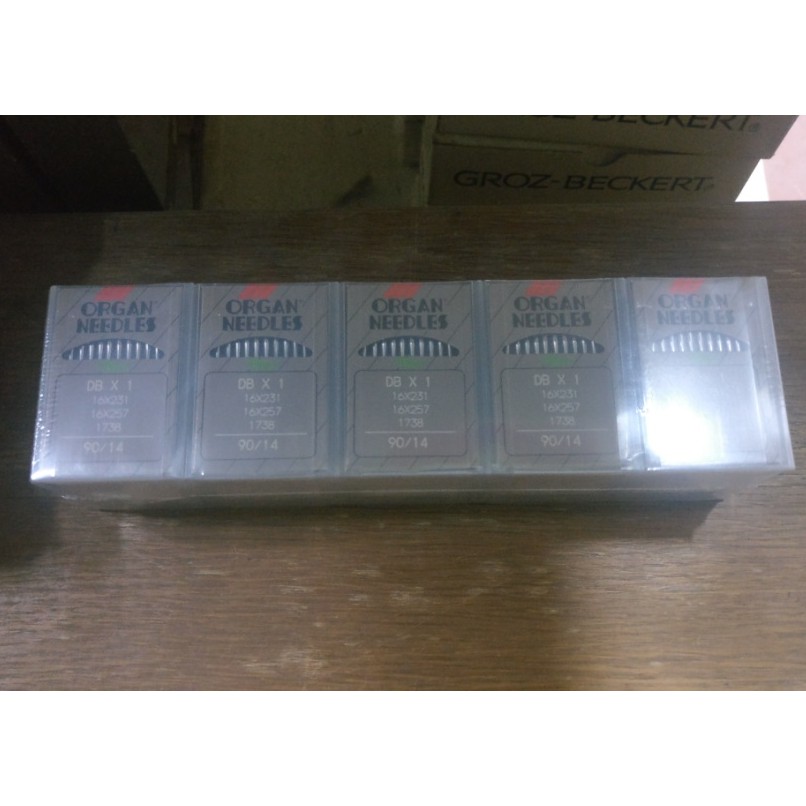 BECKERT®
GROZ-BECKERT®
ORGAN
NEEDLES
DB X 1
16X231
16X257
1738
90/14
ORGAN
NEEDLES
DB X 1
16X231
16X257
1738
90/14
ORGAN
NEEDLES
DB X 1
16X231
16X257
1738
90/14
ORGAN
NEEDLES
DB X 1
16X231
16X257
1738
90/14
ORGAN
NEEDLES